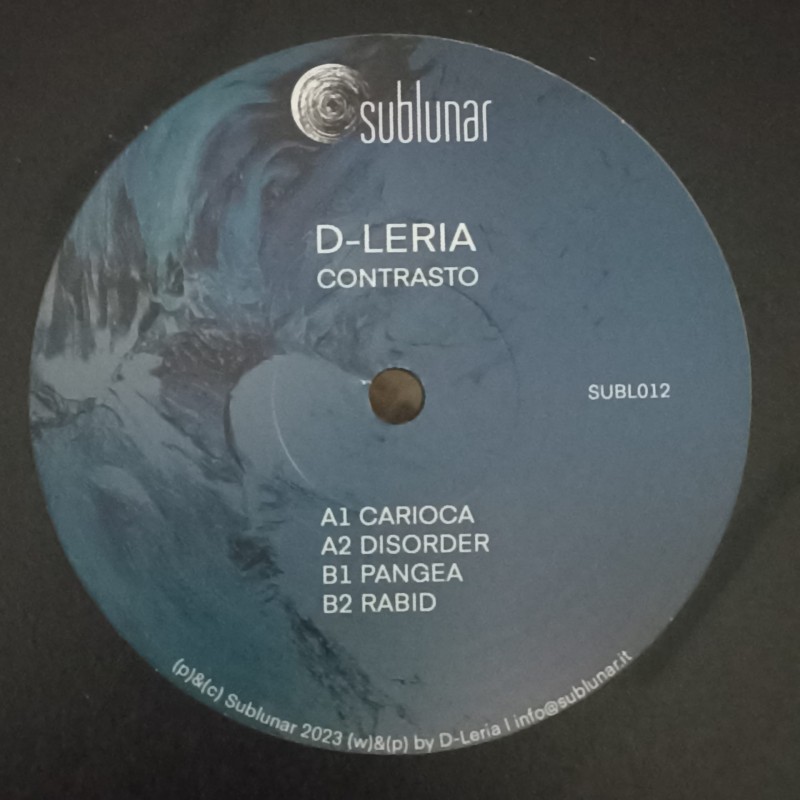 sublunar
D-LERIA
CONTRASTO
SUBL012
A1 CARIOCA
A2 DISORDER
B1 PANGEA
B2 RABID
(p)&(c) Sublunar 2023 (w)&(p) by D-Leria | info@sublunar.it